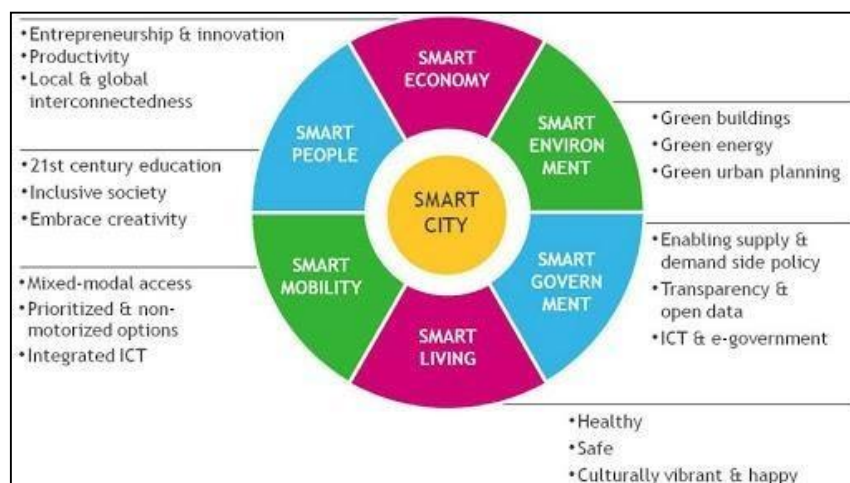 • Entrepreneurship & innovation
• Productivity
• Local & global
interconnectedness
SMART
ECONOMY
SMART
ENVIRON
MENT
• Green buildings
• Green energy
• Green urban planning
SMART
PEOPLE
• 21st century education
• Inclusive society
• Embrace creativity
SMART
CITY
SMART
MOBILITY
• Mixed-modal access
• Prioritized & non-
motorized options
• Integrated ICT
SMART
GOVERN
MENT
• Enabling supply &
demand side policy
• Transparency &
open data
• ICT & e-government
SMART
LIVING
• Healthy
• Safe
• Culturally vibrant & happy